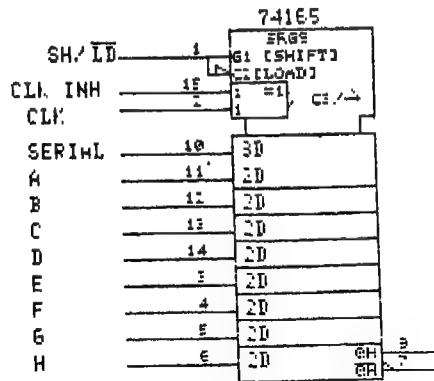 74165
SRG8
SH/LD 1 G1 [SHIFT]
[LOAD]
CLK INH 15 1
CLK 2 1
SERIAL 10 3D
A 11 2D
B 12 2D
C 13 2D
D 14 2D
E 3 2D
F 4 2D
G 5 2D
H 6 2D QH 9
QH 7